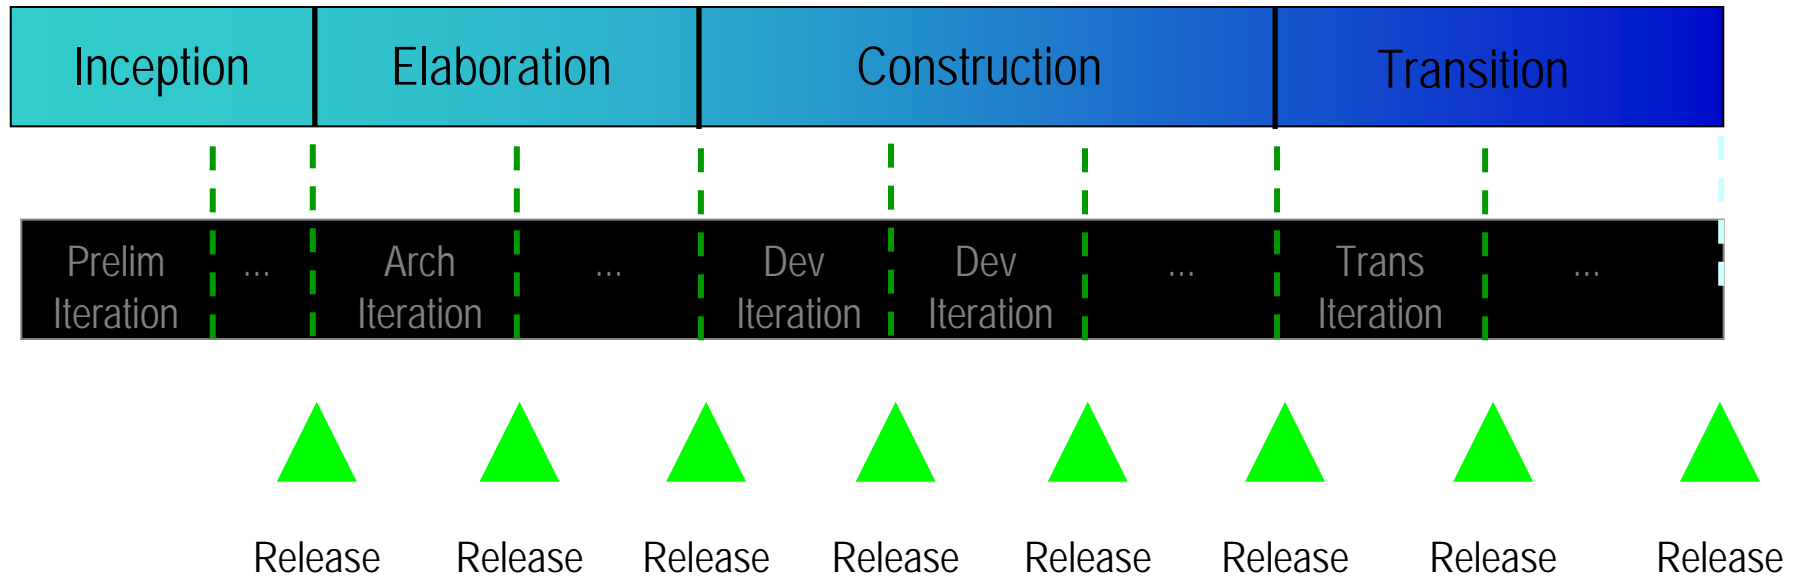 Inception Elaboration Construction Transition
Prelim ... Arch ... Dev Dev ... Trans ...
Iteration Iteration Iteration Iteration Iteration
Release Release Release Release Release Release Release Release